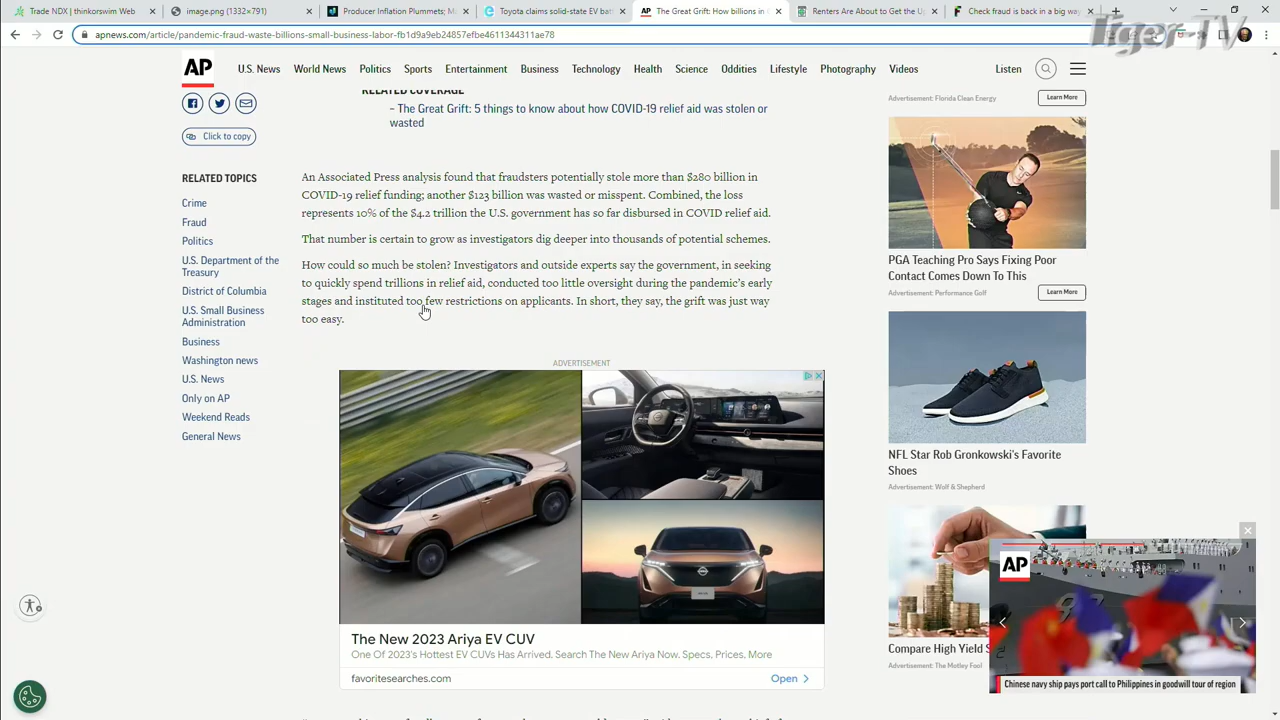 Trade NDX | thinkorswim Web
image.png (1332×791)
Producer Inflation Plummets; Ma
Toyota claims solid-state EV batt
The Great Grift: How billions in C
Renters Are About to Get the Up
Check fraud is back in a big way
Tiger-TV
apnews.com/article/pandemic-fraud-waste-billions-small-business-labor-fb1d9a9eb24857efbe4611344311ae78
AP
U.S. News
World News
Politics
Sports
Entertainment
Business
Technology
Health
Science
Oddities
Lifestyle
Photography
Videos
Listen
RELATED COVERAGE
– The Great Grift: 5 things to know about how COVID-19 relief aid was stolen or
wasted
Click to copy
RELATED TOPICS
Crime
Fraud
Politics
U.S. Department of the
Treasury
District of Columbia
U.S. Small Business
Administration
Business
Washington news
U.S. News
Only on AP
Weekend Reads
General News
An Associated Press analysis found that fraudsters potentially stole more than $280 billion in
COVID-19 relief funding; another $123 billion was wasted or misspent. Combined, the loss
represents 10% of the $4.2 trillion the U.S. government has so far disbursed in COVID relief aid.
That number is certain to grow as investigators dig deeper into thousands of potential schemes.
How could so much be stolen? Investigators and outside experts say the government, in seeking
to quickly spend trillions in relief aid, conducted too little oversight during the pandemic's early
stages and instituted too few restrictions on applicants. In short, they say, the grift was just way
too easy.
ADVERTISEMENT
The New 2023 Ariya EV CUV
One Of 2023's Hottest EV CUVs Has Arrived. Search The New Ariya Now. Specs, Prices, More
favoritesearches.com
Open
Advertisement: Florida Clean Energy
Learn More
PGA Teaching Pro Says Fixing Poor
Contact Comes Down To This
Advertisement: Performance Golf
Learn More
NFL Star Rob Gronkowski's Favorite
Shoes
Advertisement: Wolf & Shepherd
Compare High Yield S
Advertisement: The Motley Fool
AP
Chinese navy ship pays port call to Philippines in goodwill tour of region